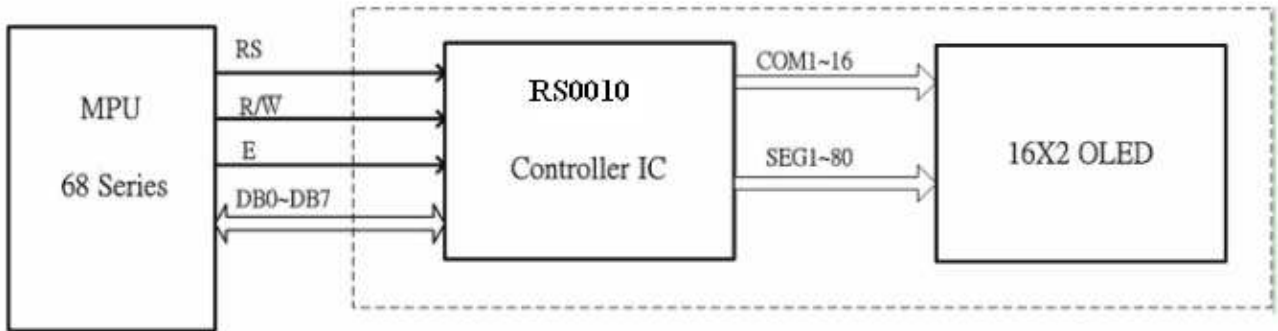 MPU
68 Series
RS
R/W
E
DB0~DB7
RS0010
Controller IC
COM1~16
SEG1~80
16X2 OLED